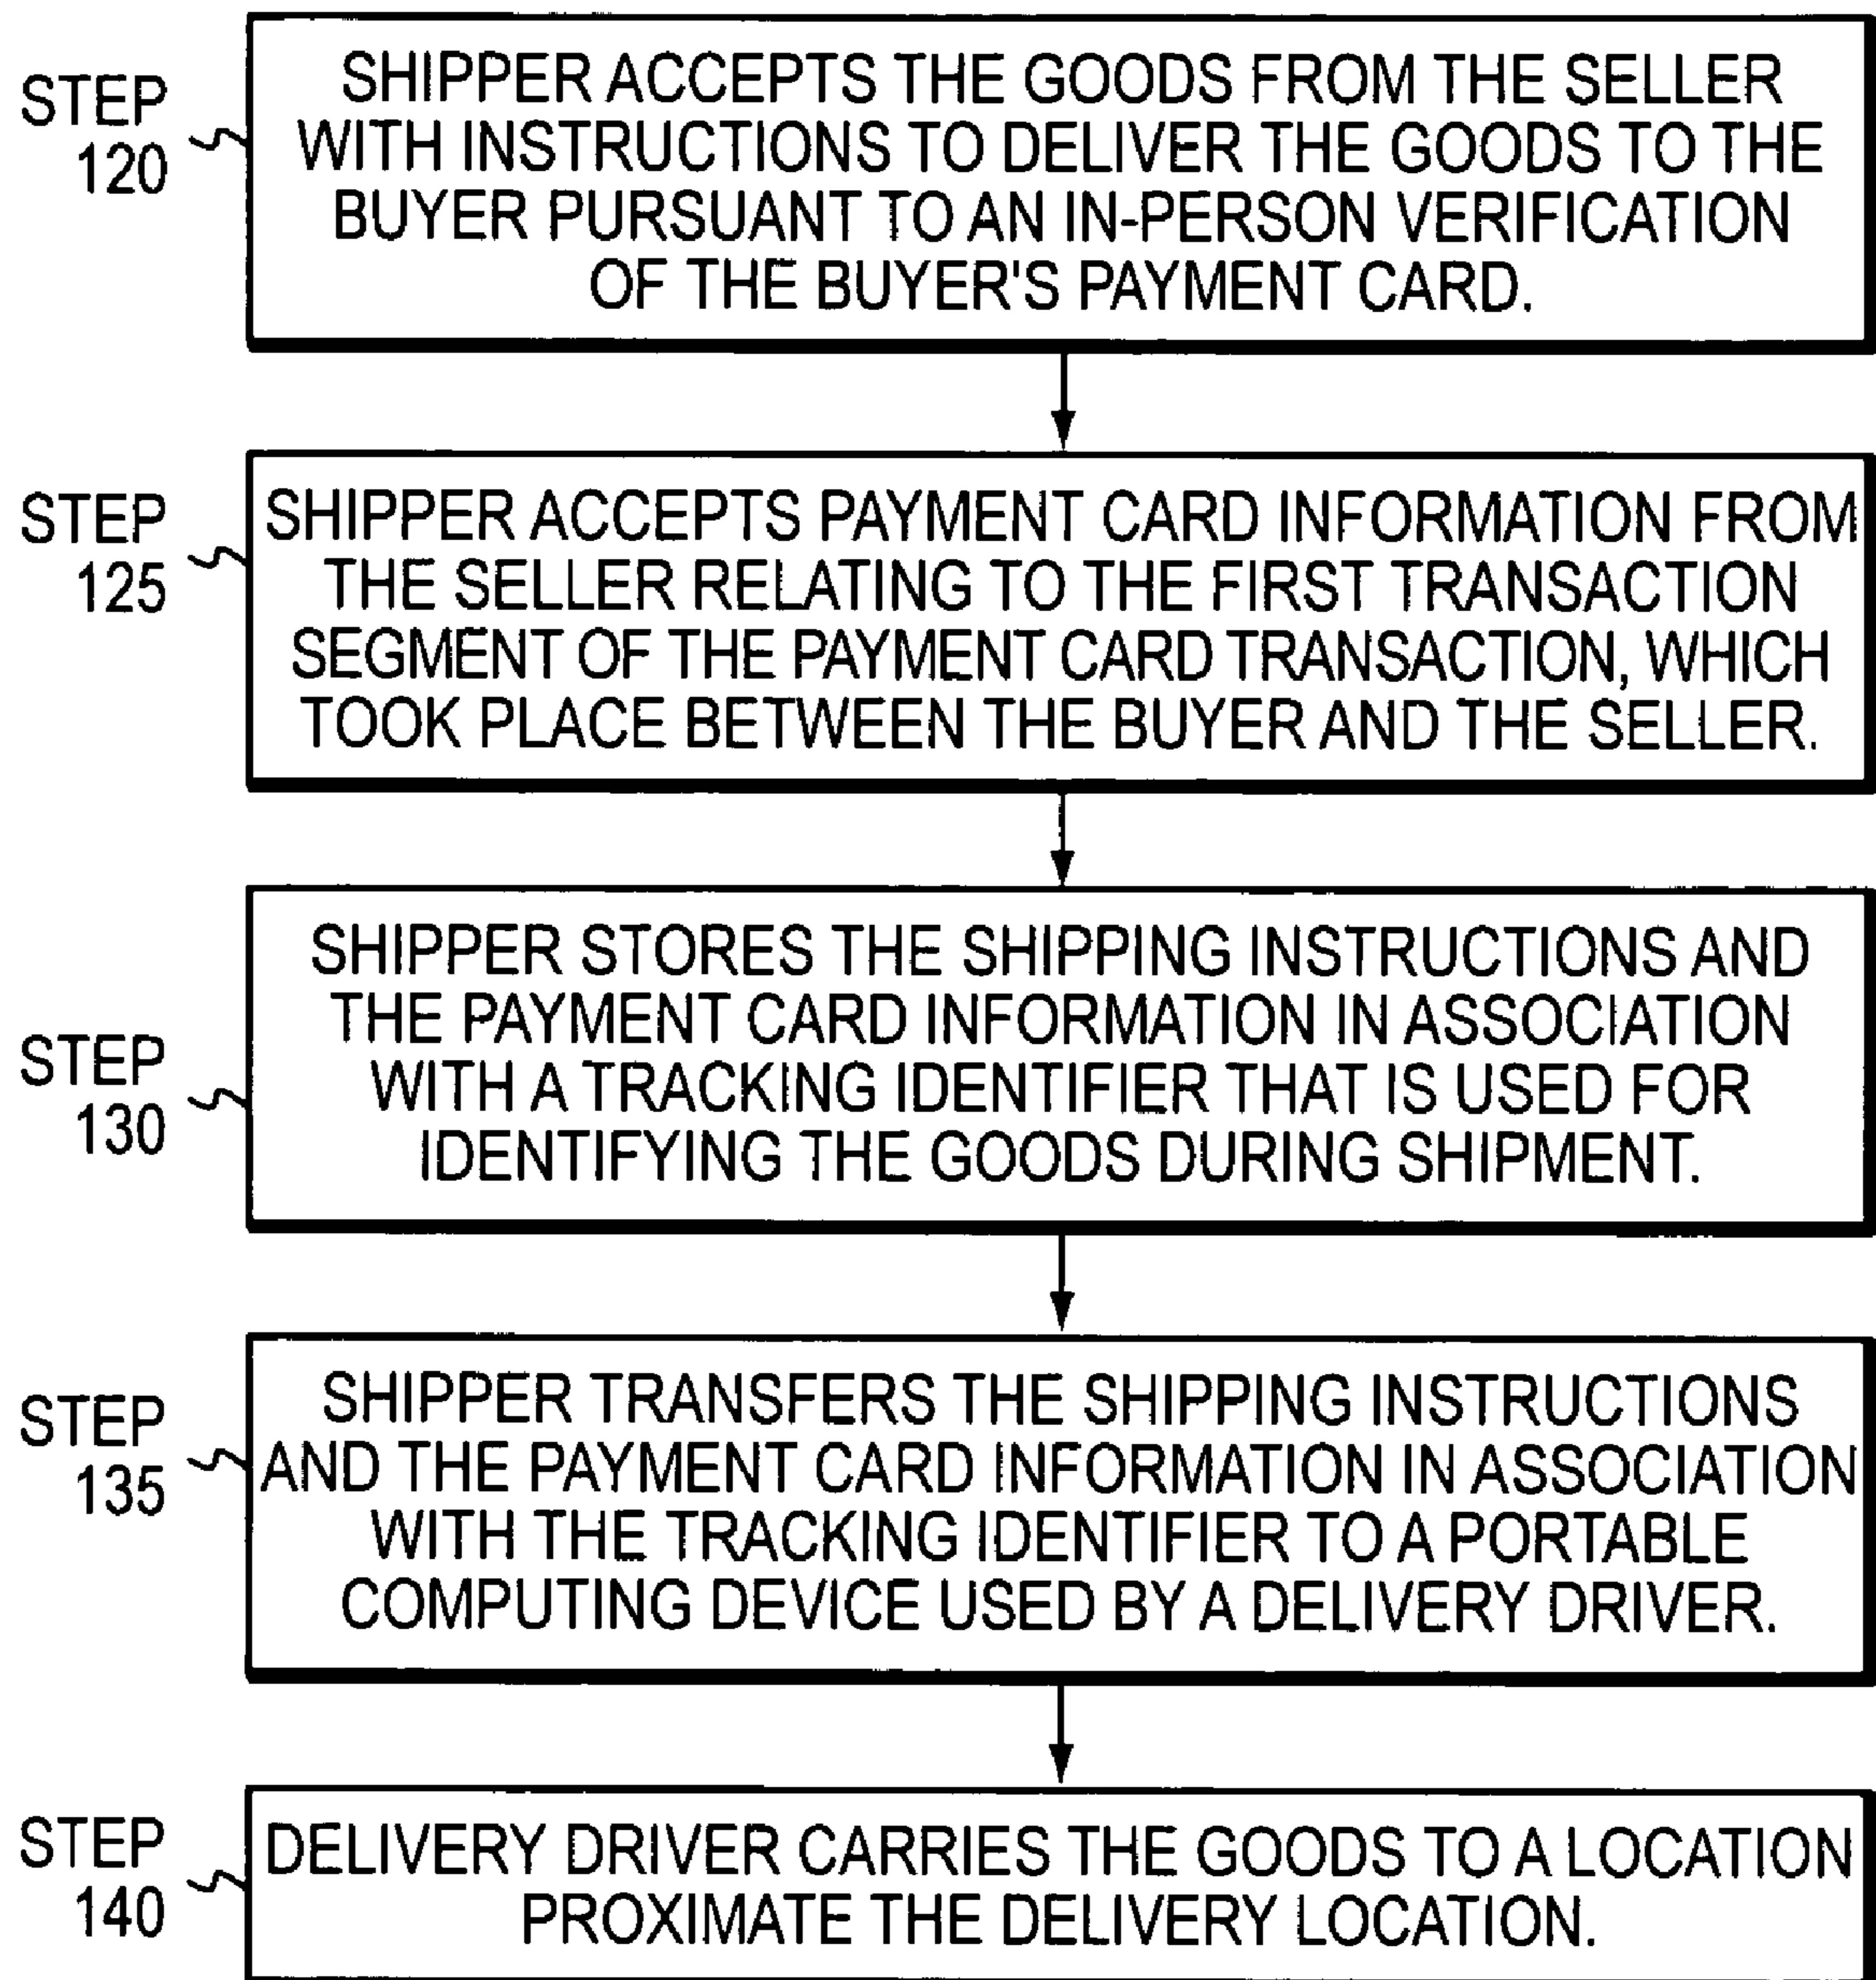 STEP
120
SHIPPER ACCEPTS THE GOODS FROM THE SELLER
WITH INSTRUCTIONS TO DELIVER THE GOODS TO THE
BUYER PURSUANT TO AN IN-PERSON VERIFICATION
OF THE BUYER'S PAYMENT CARD.
STEP
125
SHIPPER ACCEPTS PAYMENT CARD INFORMATION FROM
THE SELLER RELATING TO THE FIRST TRANSACTION
SEGMENT OF THE PAYMENT CARD TRANSACTION, WHICH
TOOK PLACE BETWEEN THE BUYER AND THE SELLER.
STEP
130
SHIPPER STORES THE SHIPPING INSTRUCTIONS AND
THE PAYMENT CARD INFORMATION IN ASSOCIATION
WITH A TRACKING IDENTIFIER THAT IS USED FOR
IDENTIFYING THE GOODS DURING SHIPMENT.
STEP
135
SHIPPER TRANSFERS THE SHIPPING INSTRUCTIONS
AND THE PAYMENT CARD INFORMATION IN ASSOCIATION
WITH THE TRACKING IDENTIFIER TO A PORTABLE
COMPUTING DEVICE USED BY A DELIVERY DRIVER.
STEP
140
DELIVERY DRIVER CARRIES THE GOODS TO A LOCATION
PROXIMATE THE DELIVERY LOCATION.